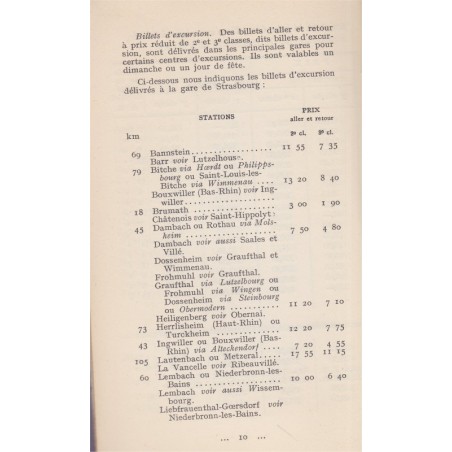 Billets d'excursion. Des billets d'aller et retour
à prix réduit de 2e et 3e classes, dits billets d'excur-
sion, sont délivrés dans les principales gares pour
certains centres d'excursions. Ils sont valables un
dimanche ou un jour de fête.
Ci-dessous nous indiquons les billets d'excursion
délivrés à la gare de Strasbourg :
STATIONS PRIX
aller et retour
km 2e cl. 3e cl.
69 Bannstein 11 55 7 35
Barr voir Lutzelhouse.
79 Bitche via Hœrdt ou Philipps-
bourg ou Saint-Louis-les-
Bitche via Wimmenau 13 20 8 40
Bouxwiller (Bas-Rhin) voir Ing-
willer
18 Brumath 3 00 1 90
Châtenois voir Saint-Hippolyt:
45 Dambach ou Rothau via Mols-
heim 7 50 4 80
Dambach voir aussi Saales et
Villé.
Dossenheim voir Graufthal et
Wimmenau.
Frohmuhl voir Graufthal.
Graufthal via Lutzelbourg ou
Frohmuhl via Wingen ou
Dossenheim via Steinbourg
ou Obermodern 11 20 7 10
Heiligenberg voir Obernai.
73 Herrlisheim (Haut-Rhin) ou
Turckheim 12 20 7 75
43 Ingwiller ou Bouxwiller (Bas-
Rhin) via Alteckendorf 7 20 4 55
105 Lautenbach ou Metzeral 17 55 11 15
La Vancelle voir Ribeauvillé.
60 Lembach ou Niederbronn-les-
Bains 10 00 6 40
Lembach voir aussi Wissem-
bourg.
Liebfrauenthal-Gœrsdorf voir
Niederbronn-les-Bains.
... 10 ...